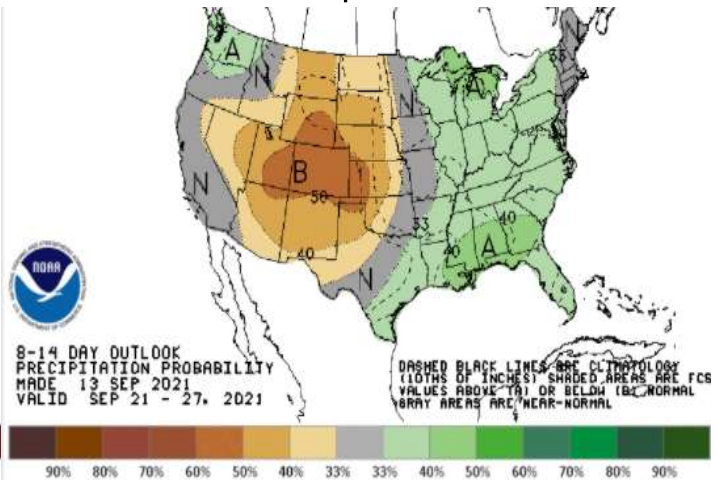 A
N
N
N
A
B
50
N
33
40
40
A
40
N
33
NOAA
8-14 DAY OUTLOOK
PRECIPITATION PROBABILITY
MADE 13 SEP 2021
VALID SEP 21 - 27, 2021
DASHED BLACK LINES ARE CLIMATOLOGY
(10THS OF INCHES) SHADED AREAS ARE FCS
VALUES ABOVE (A) OR BELOW (B) NORMAL
GRAY AREAS ARE NEAR-NORMAL
90% 80% 70% 60% 50% 40% 33% 33% 40% 50% 60% 70% 80% 90%